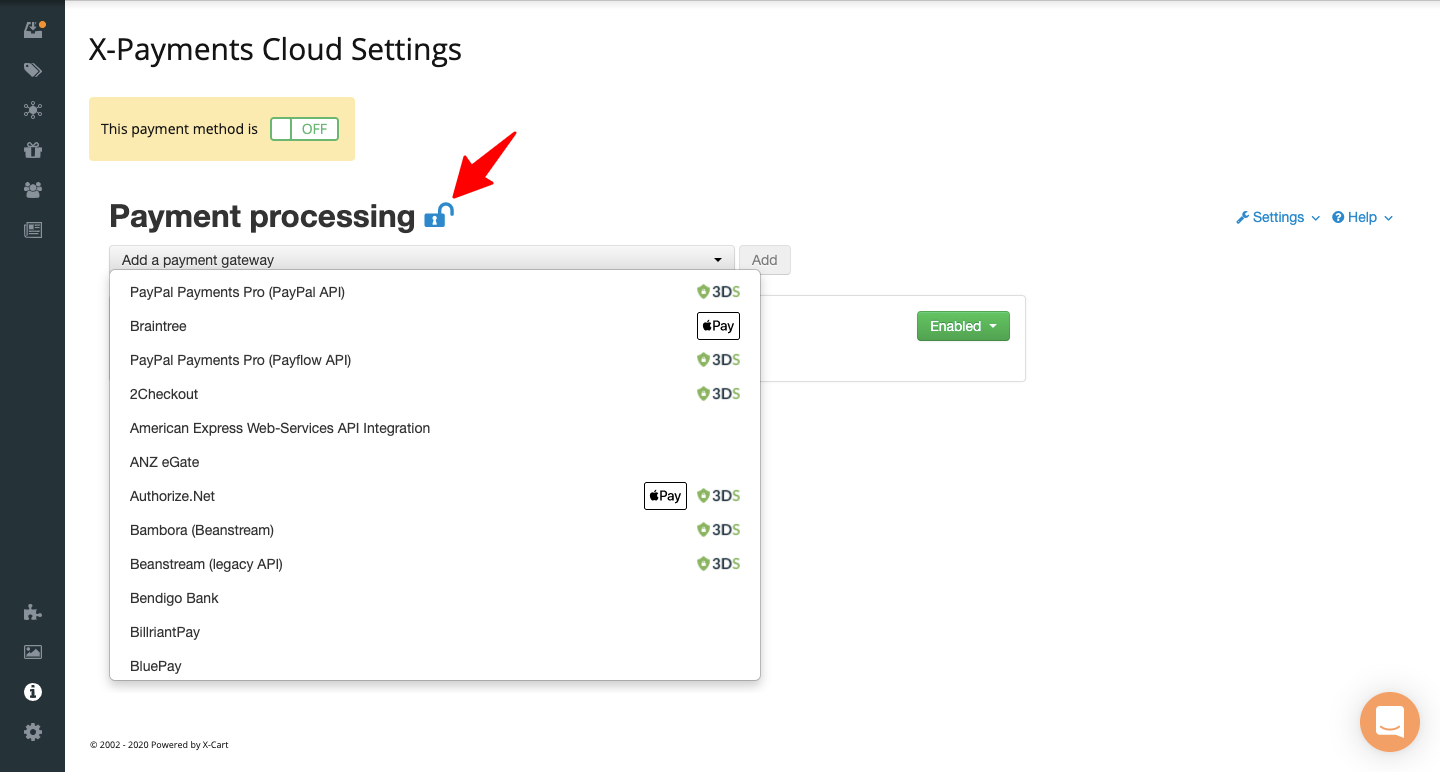 X-Payments Cloud Settings
This payment method is OFF
Payment processing
Settings Help
Add a payment gateway Add
PayPal Payments Pro (PayPal API) 3DS
Braintree Pay Enabled
PayPal Payments Pro (Payflow API) 3DS
2Checkout 3DS
American Express Web-Services API Integration
ANZ eGate
Authorize.Net Pay 3DS
Bambora (Beanstream) 3DS
Beanstream (legacy API) 3DS
Bendigo Bank
BillriantPay
BluePay
© 2002 - 2020 Powered by X-Cart